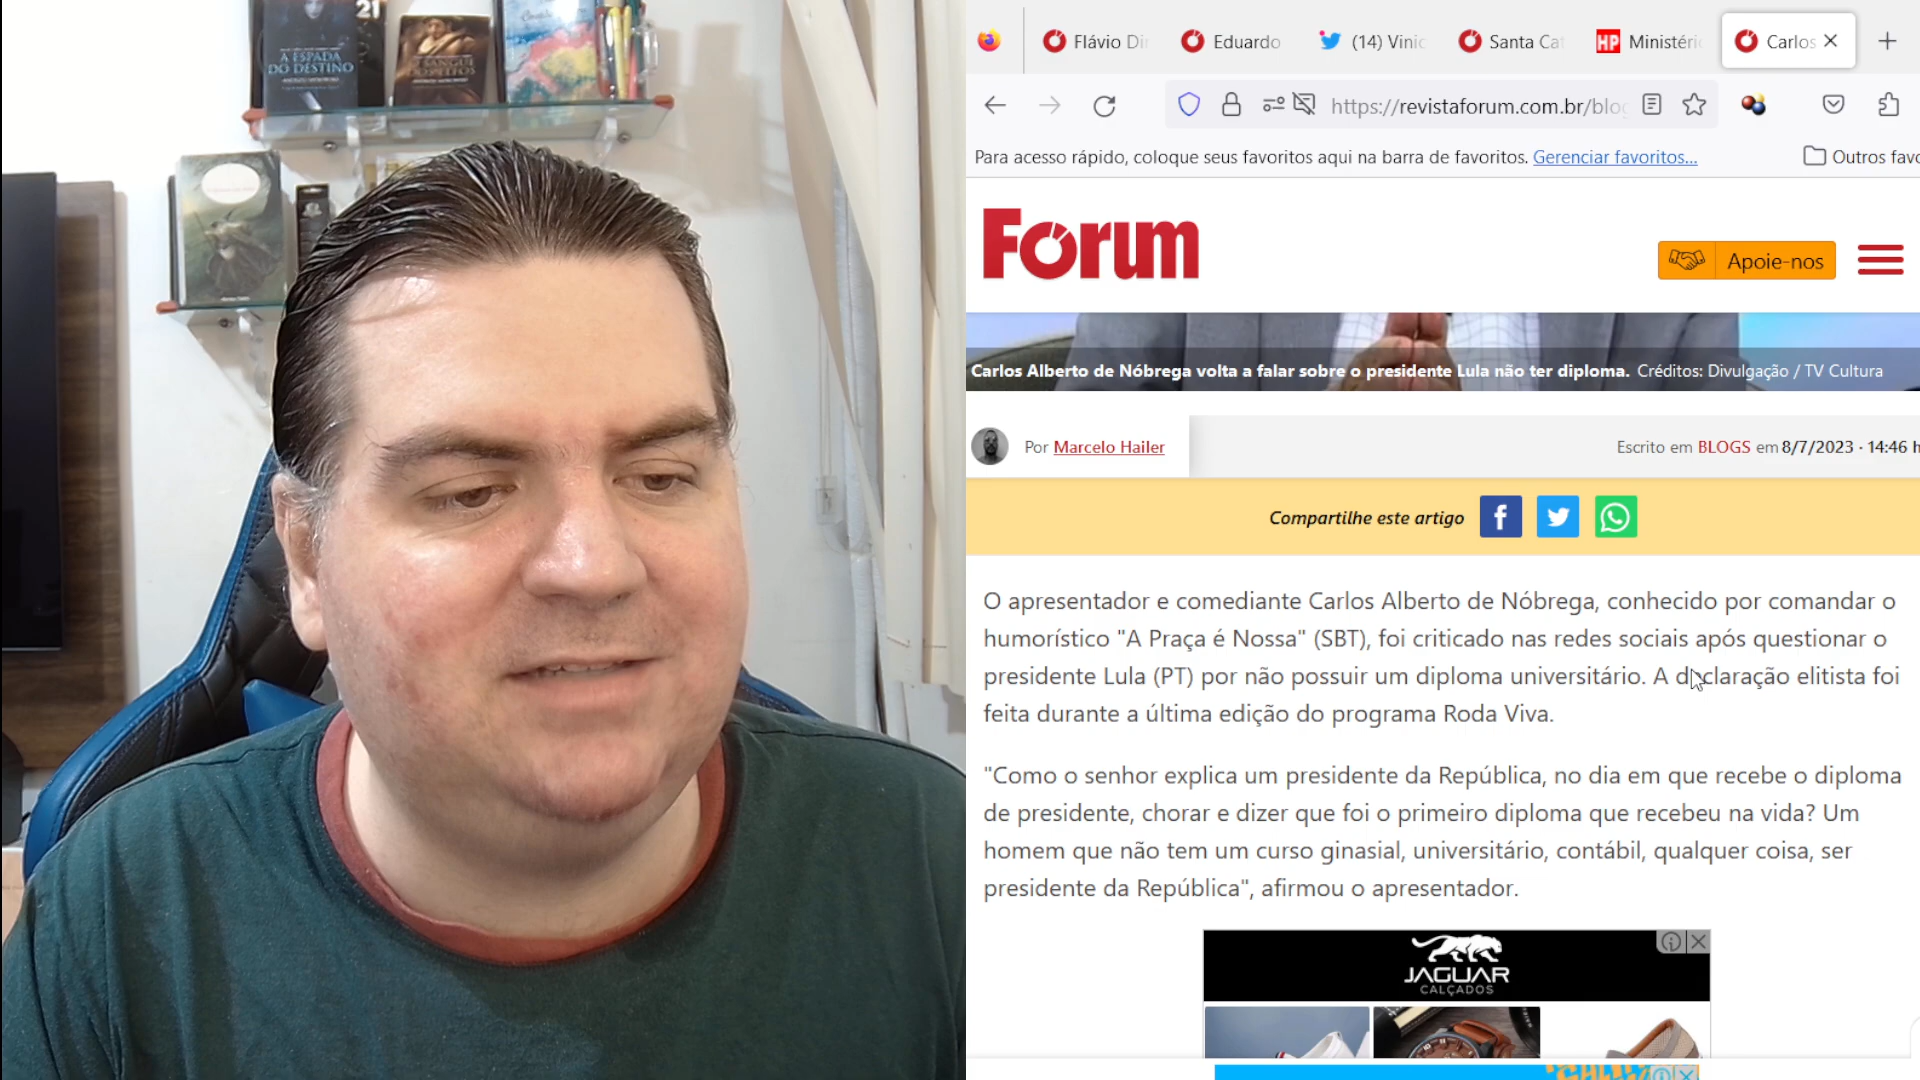 21
A ESPADA
DO DESTINO
Flávio Di
Eduardo
(14) Vinic
Santa Ca
HP Ministéri
Carlos
https://revistaforum.com.br/blog
Para acesso rápido, coloque seus favoritos aqui na barra de favoritos. Gerenciar favoritos...
Outros favo
Forum
Apoie-nos
Carlos Alberto de Nóbrega volta a falar sobre o presidente Lula não ter diploma. Créditos: Divulgação / TV Cultura
Por Marcelo Hailer
Escrito em BLOGS em 8/7/2023 · 14:46 h
Compartilhe este artigo
O apresentador e comediante Carlos Alberto de Nóbrega, conhecido por comandar o
humorístico "A Praça é Nossa" (SBT), foi criticado nas redes sociais após questionar o
presidente Lula (PT) por não possuir um diploma universitário. A declaração elitista foi
feita durante a última edição do programa Roda Viva.
"Como o senhor explica um presidente da República, no dia em que recebe o diploma
de presidente, chorar e dizer que foi o primeiro diploma que recebeu na vida? Um
homem que não tem um curso ginasial, universitário, contábil, qualquer coisa, ser
presidente da República", afirmou o apresentador.
JAGUAR
CALÇADOS